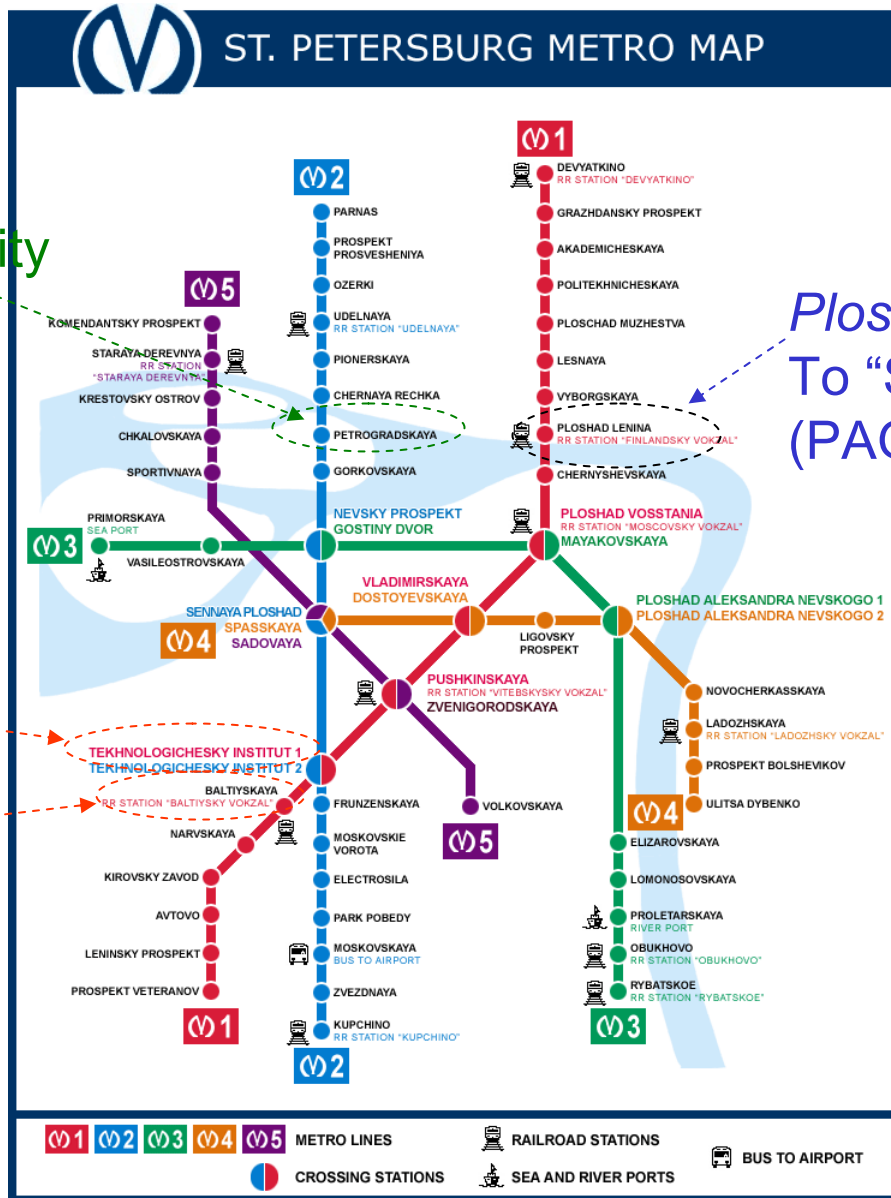 ST. PETERSBURG METRO MAP
1
DEVYATKINO
RR STATION "DEVYATKINO"
GRAZHDANSKY PROSPEKT
AKADEMICHESKAYA
POLITEKHNICHESKAYA
PLOSCHAD MUZHESTVA
LESNAYA
VYBORGSKAYA
PLOSHAD LENINA
RR STATION "FINLANDSKY VOKZAL"
CHERNYSHEVSKAYA
PLOSHAD VOSSTANIA
RR STATION "MOSCOVSKY VOKZAL"
MAYAKOVSKAYA
2
PARNAS
PROSPEKT
PROSVESHENIYA
OZERKI
UDELNAYA
RR STATION "UDELNAYA"
PIONERSKAYA
CHERNAYA RECHKA
PETROGRADSKAYA
GORKOVSKAYA
NEVSKY PROSPEKT
GOSTINY DVOR
ity
5
KOMENDANTSKY PROSPEKT
STARAYA DEREVNYA
RR STATION
"STARAYA DEREVNYA"
KRESTOVSKY OSTROV
CHKALOVSKAYA
SPORTIVNAYA
Plos
To "S
(PAC
PRIMORSKAYA
SEA PORT
3
VASILEOSTROVSKAYA
VLADIMIRSKAYA
DOSTOYEVSKAYA
PLOSHAD ALEKSANDRA NEVSKOGO 1
PLOSHAD ALEKSANDRA NEVSKOGO 2
SENNAYA PLOSHAD
SPASSKAYA
SADOVAYA
4
LIGOVSKY
PROSPEKT
PUSHKINSKAYA
RR STATION "VITEBSKYSKY VOKZAL"
ZVENIGORODSKAYA
NOVOCHERKASSKAYA
LADOZHSKAYA
RR STATION "LADOZHSKY VOKZAL"
PROSPEKT BOLSHEVIKOV
ULITSA DYBENKO
4
TEKHNOLOGICHESKY INSTITUT 1
TEKHNOLOGICHESKY INSTITUT 2
BALTIYSKAYA
RR STATION "BALTIYSKY VOKZAL"
NARVSKAYA
KIROVSKY ZAVOD
AVTOVO
LENINSKY PROSPEKT
PROSPEKT VETERANOV
1
FRUNZENSKAYA
MOSKOVSKIE
VOROTA
ELECTROSILA
PARK POBEDY
MOSKOVSKAYA
BUS TO AIRPORT
ZVEZDNAYA
KUPCHINO
RR STATION "KUPCHINO"
2
VOLKOVSKAYA
5
ELIZAROVSKAYA
LOMONOSOVSKAYA
PROLETARSKAYA
RIVER PORT
OBUKHOVO
RR STATION "OBUKHOVO"
RYBATSKOE
RR STATION "RYBATSKOE"
3
1 2 3 4 5 METRO LINES
CROSSING STATIONS
RAILROAD STATIONS
SEA AND RIVER PORTS
BUS TO AIRPORT